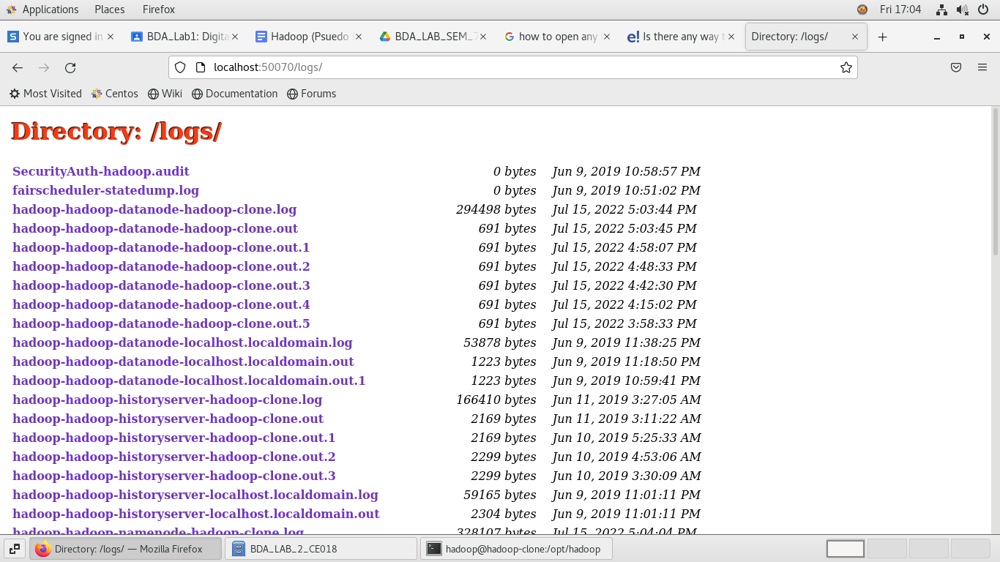 Applications Places Firefox Fri 17:04
You are signed in BDA_Lab1: Digita Hadoop (Psuedo BDA_LAB_SEM_7 how to open any Is there any way t Directory: /logs/
localhost:50070/logs/
Most Visited Centos Wiki Documentation Forums
Directory: /logs/
SecurityAuth-hadoop.audit 0 bytes Jun 9, 2019 10:58:57 PM
fairscheduler-statedump.log 0 bytes Jun 9, 2019 10:51:02 PM
hadoop-hadoop-datanode-hadoop-clone.log 294498 bytes Jul 15, 2022 5:03:44 PM
hadoop-hadoop-datanode-hadoop-clone.out 691 bytes Jul 15, 2022 5:03:45 PM
hadoop-hadoop-datanode-hadoop-clone.out.1 691 bytes Jul 15, 2022 4:58:07 PM
hadoop-hadoop-datanode-hadoop-clone.out.2 691 bytes Jul 15, 2022 4:48:33 PM
hadoop-hadoop-datanode-hadoop-clone.out.3 691 bytes Jul 15, 2022 4:42:30 PM
hadoop-hadoop-datanode-hadoop-clone.out.4 691 bytes Jul 15, 2022 4:15:02 PM
hadoop-hadoop-datanode-hadoop-clone.out.5 691 bytes Jul 15, 2022 3:58:33 PM
hadoop-hadoop-datanode-localhost.localdomain.log 53878 bytes Jun 9, 2019 11:38:25 PM
hadoop-hadoop-datanode-localhost.localdomain.out 1223 bytes Jun 9, 2019 11:18:50 PM
hadoop-hadoop-datanode-localhost.localdomain.out.1 1223 bytes Jun 9, 2019 10:59:41 PM
hadoop-hadoop-historyserver-hadoop-clone.log 166410 bytes Jun 11, 2019 3:27:05 AM
hadoop-hadoop-historyserver-hadoop-clone.out 2169 bytes Jun 11, 2019 3:11:22 AM
hadoop-hadoop-historyserver-hadoop-clone.out.1 2169 bytes Jun 10, 2019 5:25:33 AM
hadoop-hadoop-historyserver-hadoop-clone.out.2 2299 bytes Jun 10, 2019 4:53:06 AM
hadoop-hadoop-historyserver-hadoop-clone.out.3 2299 bytes Jun 10, 2019 3:30:09 AM
hadoop-hadoop-historyserver-localhost.localdomain.log 59165 bytes Jun 9, 2019 11:01:11 PM
hadoop-hadoop-historyserver-localhost.localdomain.out 2304 bytes Jun 9, 2019 11:01:11 PM
hadoop-hadoop-namenode-hadoop-clone.log 328107 bytes Jul 15, 2022 5:04:04 PM
Directory: /logs/ — Mozilla Firefox BDA_LAB_2_CE018 hadoop@hadoop-clone:/opt/hadoop